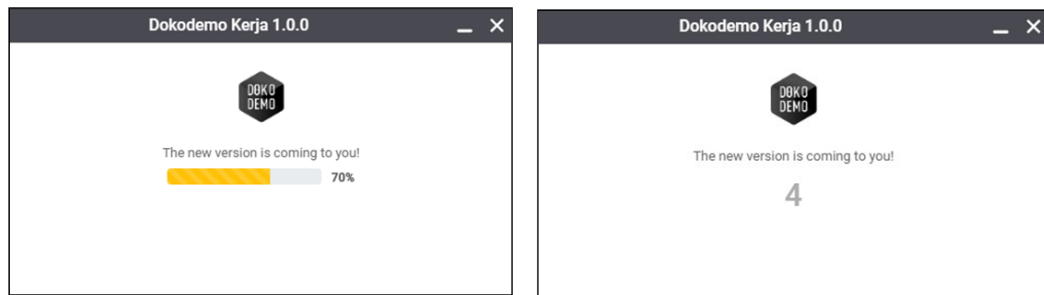 Dokodemo Kerja 1.0.0
DOKO
DEMO
The new version is coming to you!
70%
Dokodemo Kerja 1.0.0
DOKO
DEMO
The new version is coming to you!
4